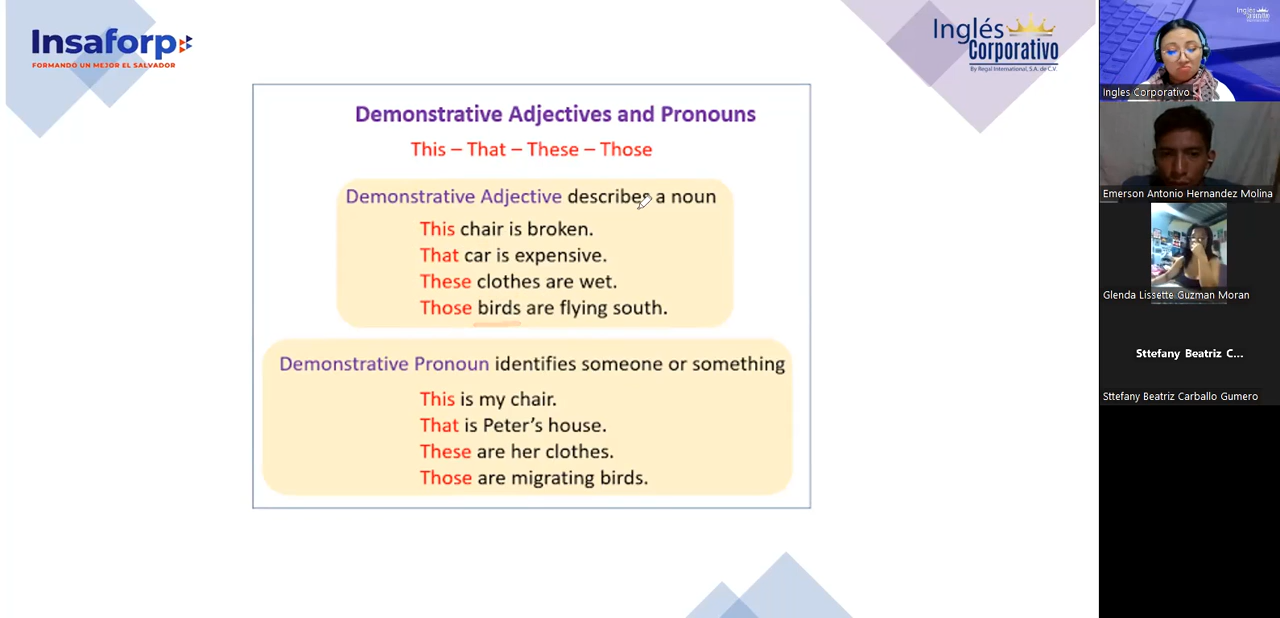 Insaforp
FORMANDO UN MEJOR EL SALVADOR
Inglés
Corporativo
By Regal International, S.A. de C.V.
Demonstrative Adjectives and Pronouns
This – That – These – Those
Demonstrative Adjective describes a noun
This chair is broken.
That car is expensive.
These clothes are wet.
Those birds are flying south.
Demonstrative Pronoun identifies someone or something
This is my chair.
That is Peter's house.
These are her clothes.
Those are migrating birds.
Inglés
Corporativo
Ingles Corporativo
Emerson Antonio Hernandez Molina
Glenda Lissette Guzman Moran
Sttefany Beatriz C...
Sttefany Beatriz Carballo Gumero